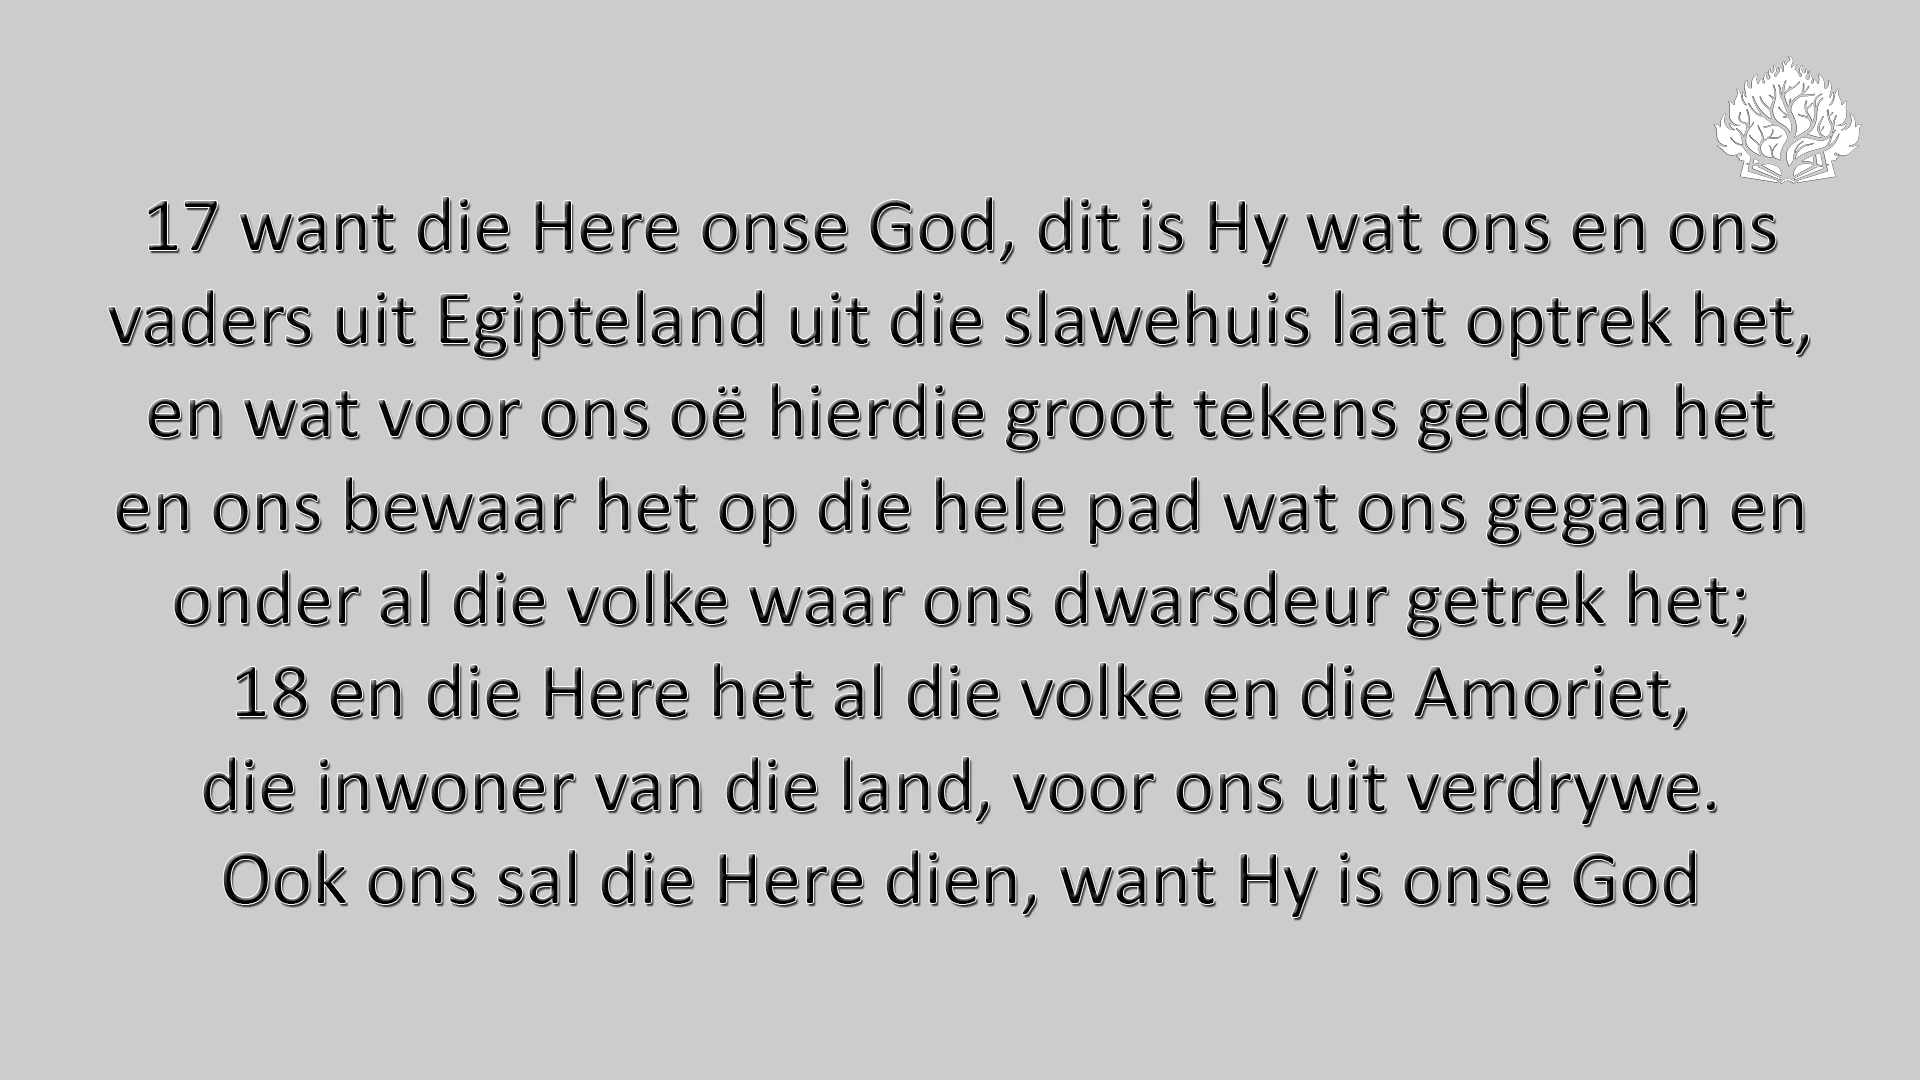 17 want die Here onse God, dit is Hy wat ons en ons
vaders uit Egipteland uit die slawehuis laat optrek het,
en wat voor ons oë hierdie groot tekens gedoen het
en ons bewaar het op die hele pad wat ons gegaan en
onder al die volke waar ons dwarsdeur getrek het;
18 en die Here het al die volke en die Amoriet,
die inwoner van die land, voor ons uit verdrywe.
Ook ons sal die Here dien, want Hy is onse God